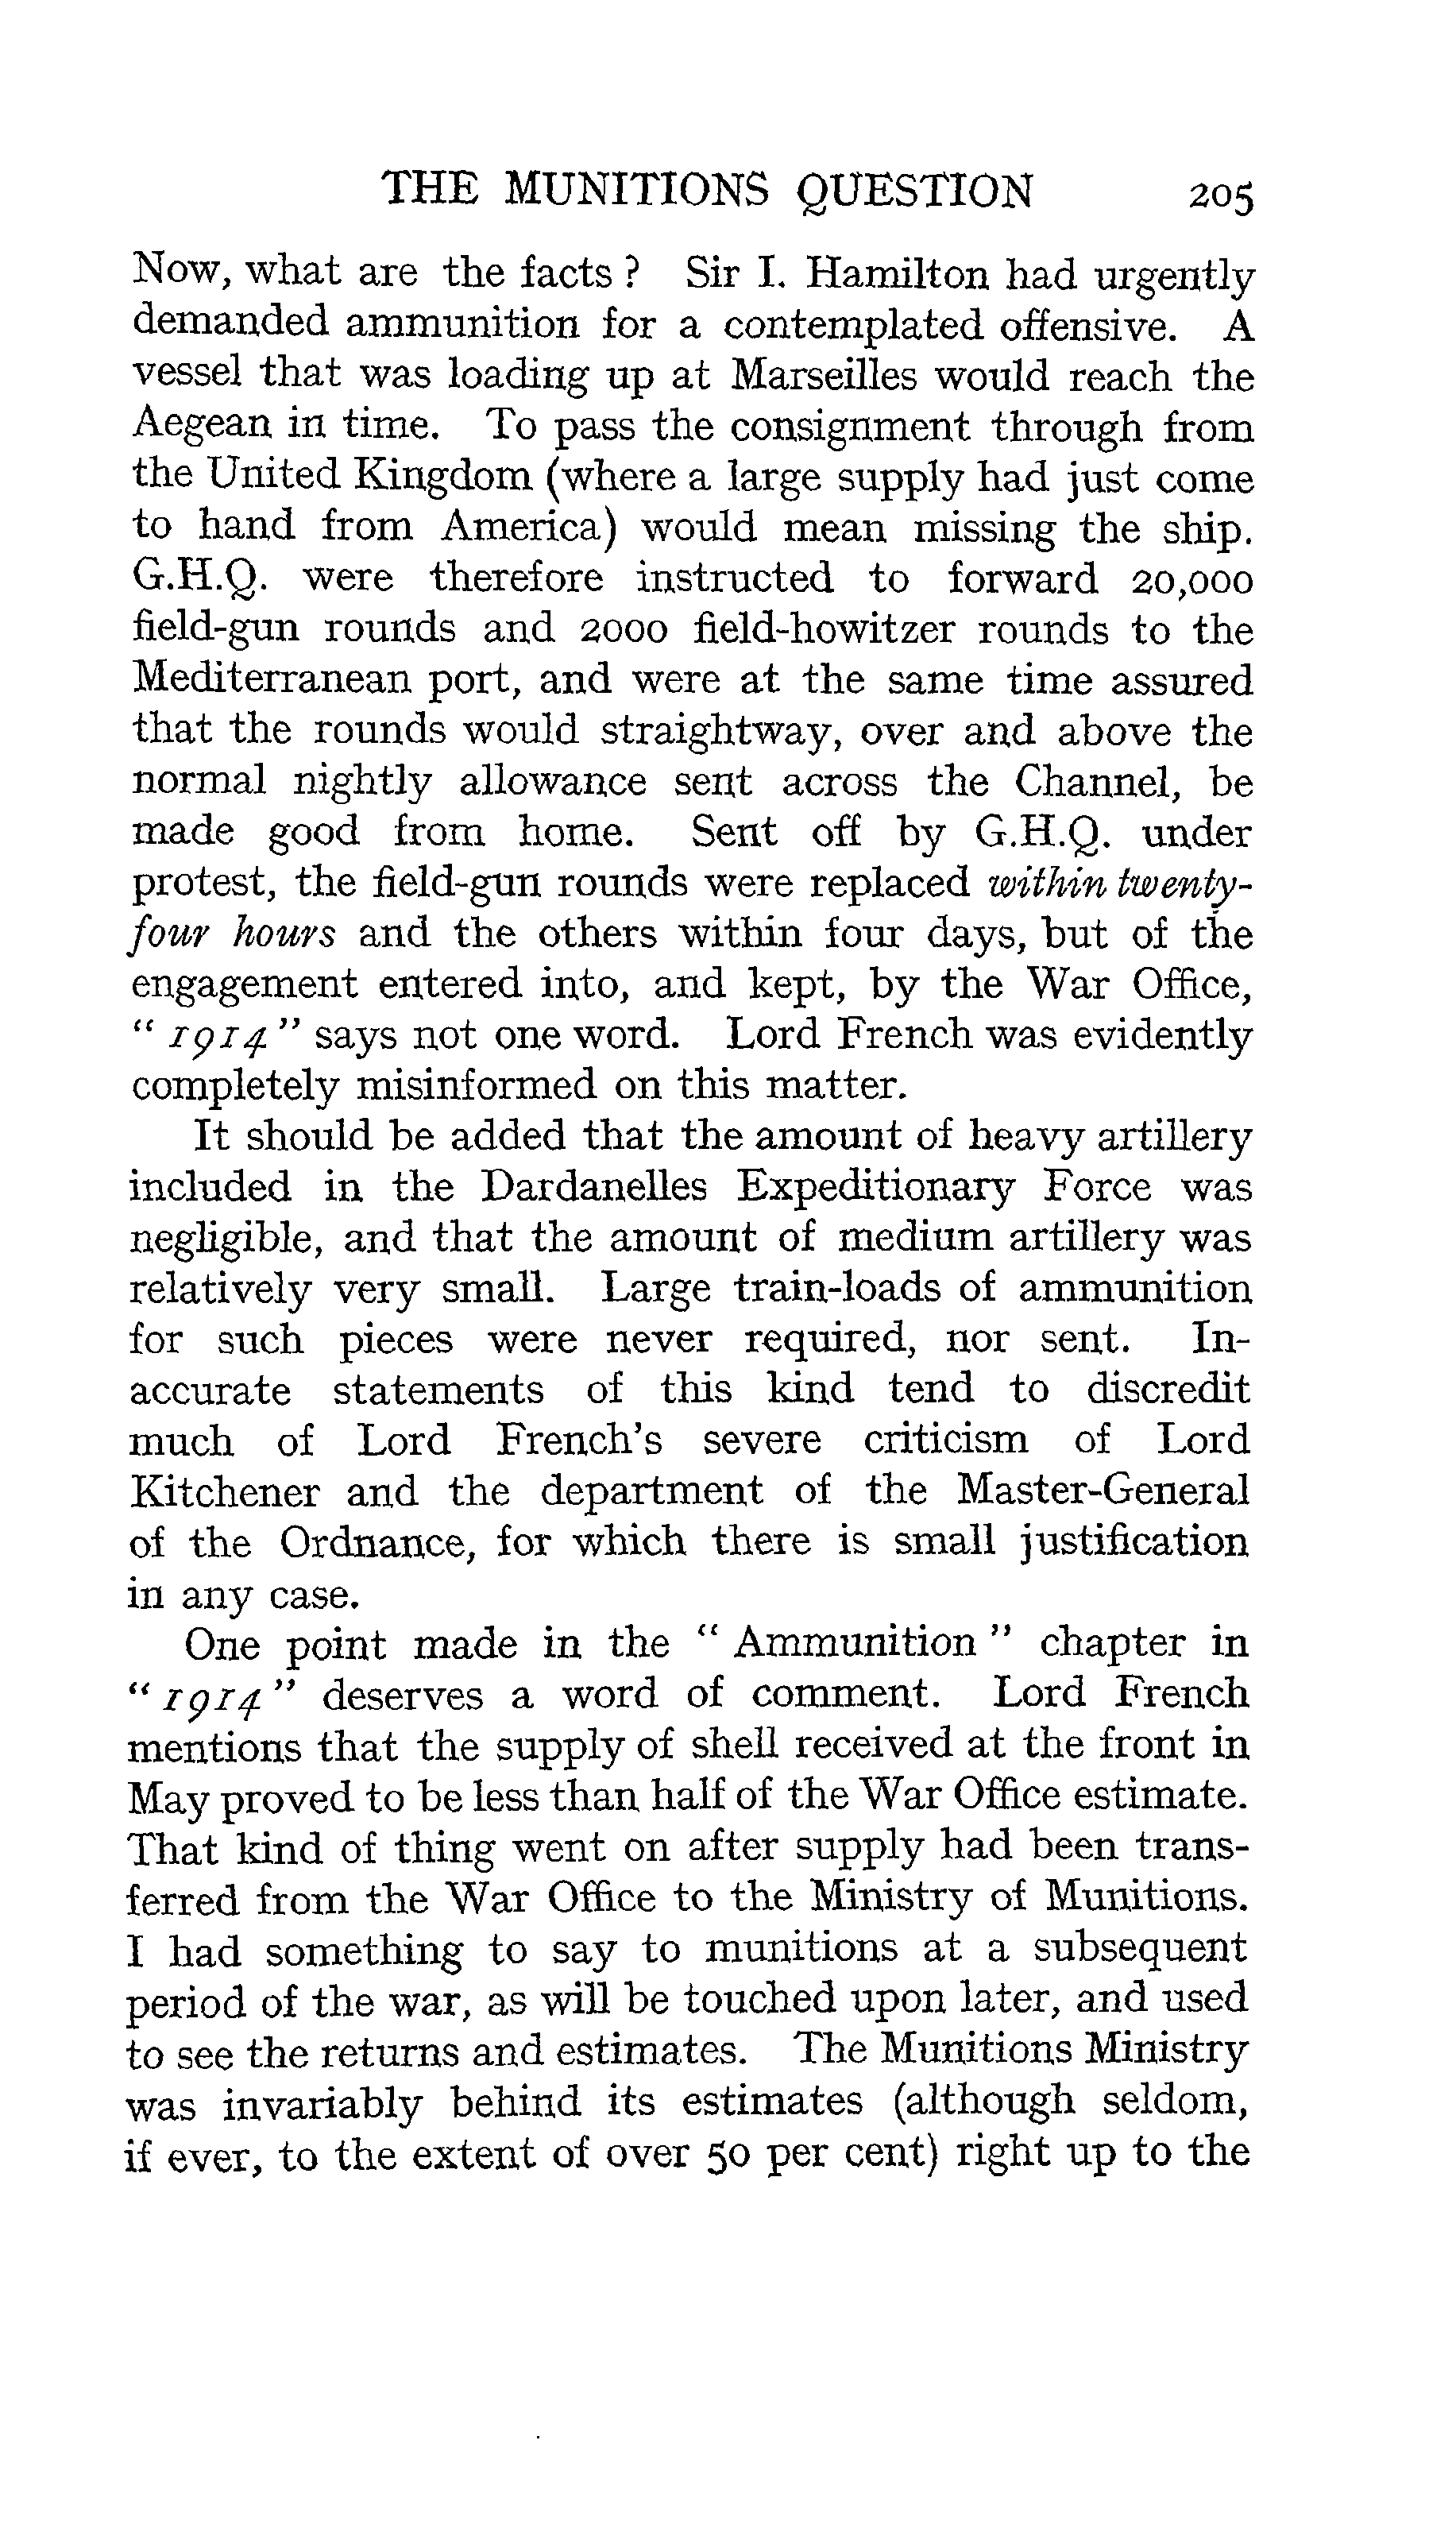 THE MUNITIONS QUESTION 205
Now, what are the facts ? Sir I. Hamilton had urgently
demanded ammunition for a contemplated offensive. A
vessel that was loading up at Marseilles would reach the
Aegean in time. To pass the consignment through from
the United Kingdom (where a large supply had just come
to hand from America) would mean missing the ship.
G.H.Q. were therefore instructed to forward 20,000
field-gun rounds and 2000 field-howitzer rounds to the
Mediterranean port, and were at the same time assured
that the rounds would straightway, over and above the
normal nightly allowance sent across the Channel, be
made good from home. Sent off by G.H.Q. under
protest, the field-gun rounds were replaced within twenty-
four hours and the others within four days, but of the
engagement entered into, and kept, by the War Office,
“ 1914 ” says not one word. Lord French was evidently
completely misinformed on this matter.
It should be added that the amount of heavy artillery
included in the Dardanelles Expeditionary Force was
negligible, and that the amount of medium artillery was
relatively very small. Large train-loads of ammunition
for such pieces were never required, nor sent. In-
accurate statements of this kind tend to discredit
much of Lord French’s severe criticism of Lord
Kitchener and the department of the Master-General
of the Ordnance, for which there is small justification
in any case.
One point made in the “ Ammunition ” chapter in
“ 1914 ” deserves a word of comment. Lord French
mentions that the supply of shell received at the front in
May proved to be less than half of the War Office estimate.
That kind of thing went on after supply had been trans-
ferred from the War Office to the Ministry of Munitions.
I had something to say to munitions at a subsequent
period of the war, as will be touched upon later, and used
to see the returns and estimates. The Munitions Ministry
was invariably behind its estimates (although seldom,
if ever, to the extent of over 50 per cent) right up to the